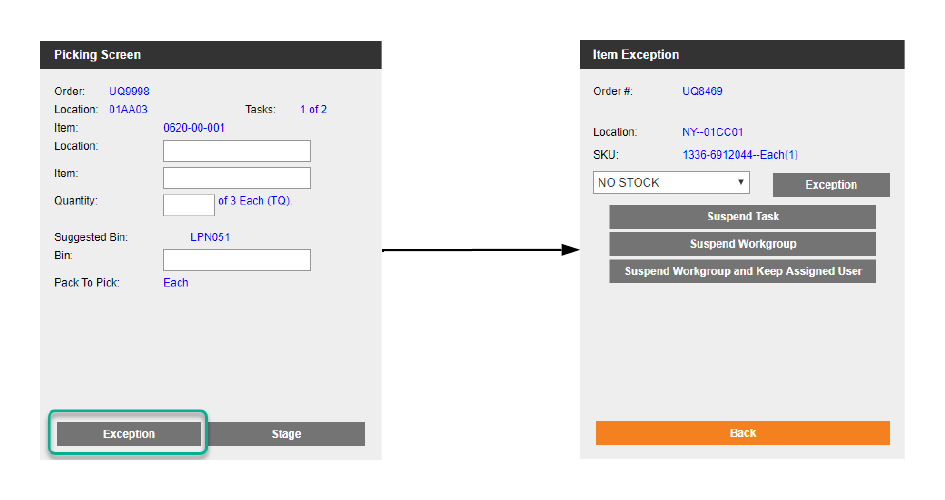 Picking Screen
Order: UQ9998
Location: 01AA03 Tasks: 1 of 2
Item: 0620-00-001
Location:
Item:
Quantity: of 3 Each (TQ)
Suggested Bin: LPN051
Bin:
Pack To Pick: Each
Exception Stage
Item Exception
Order #: UQ8469
Location: NY--01CC01
SKU: 1336-6912044--Each(1)
NO STOCK Exception
Suspend Task
Suspend Workgroup
Suspend Workgroup and Keep Assigned User
Back